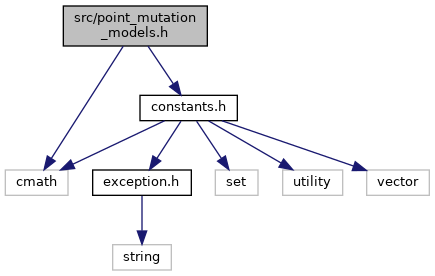 src/point_mutation
_models.h
constants.h
cmath
exception.h
set
utility
vector
string